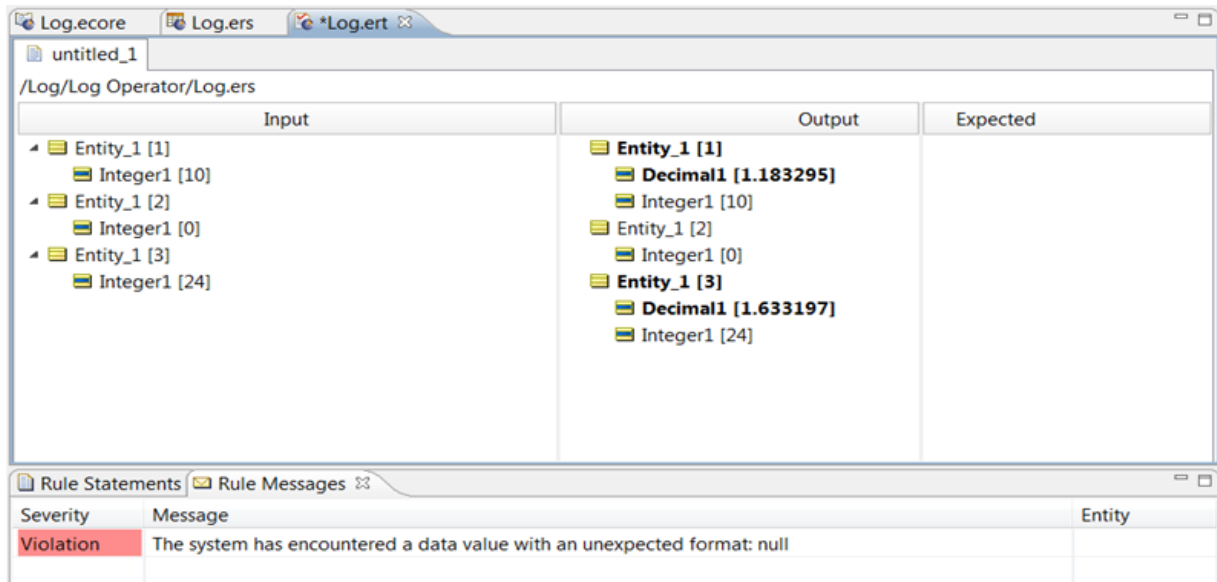 Log.ecore Log.ers *Log.ert
untitled_1
/Log/Log Operator/Log.ers
Input Output Expected
Entity_1 [1] Entity_1 [1]
Integer1 [10] Decimal1 [1.183295]
Entity_1 [2] Integer1 [10]
Integer1 [0] Entity_1 [2]
Entity_1 [3] Integer1 [0]
Integer1 [24] Entity_1 [3]
Decimal1 [1.633197]
Integer1 [24]
Rule Statements Rule Messages
Severity Message Entity
Violation The system has encountered a data value with an unexpected format: null